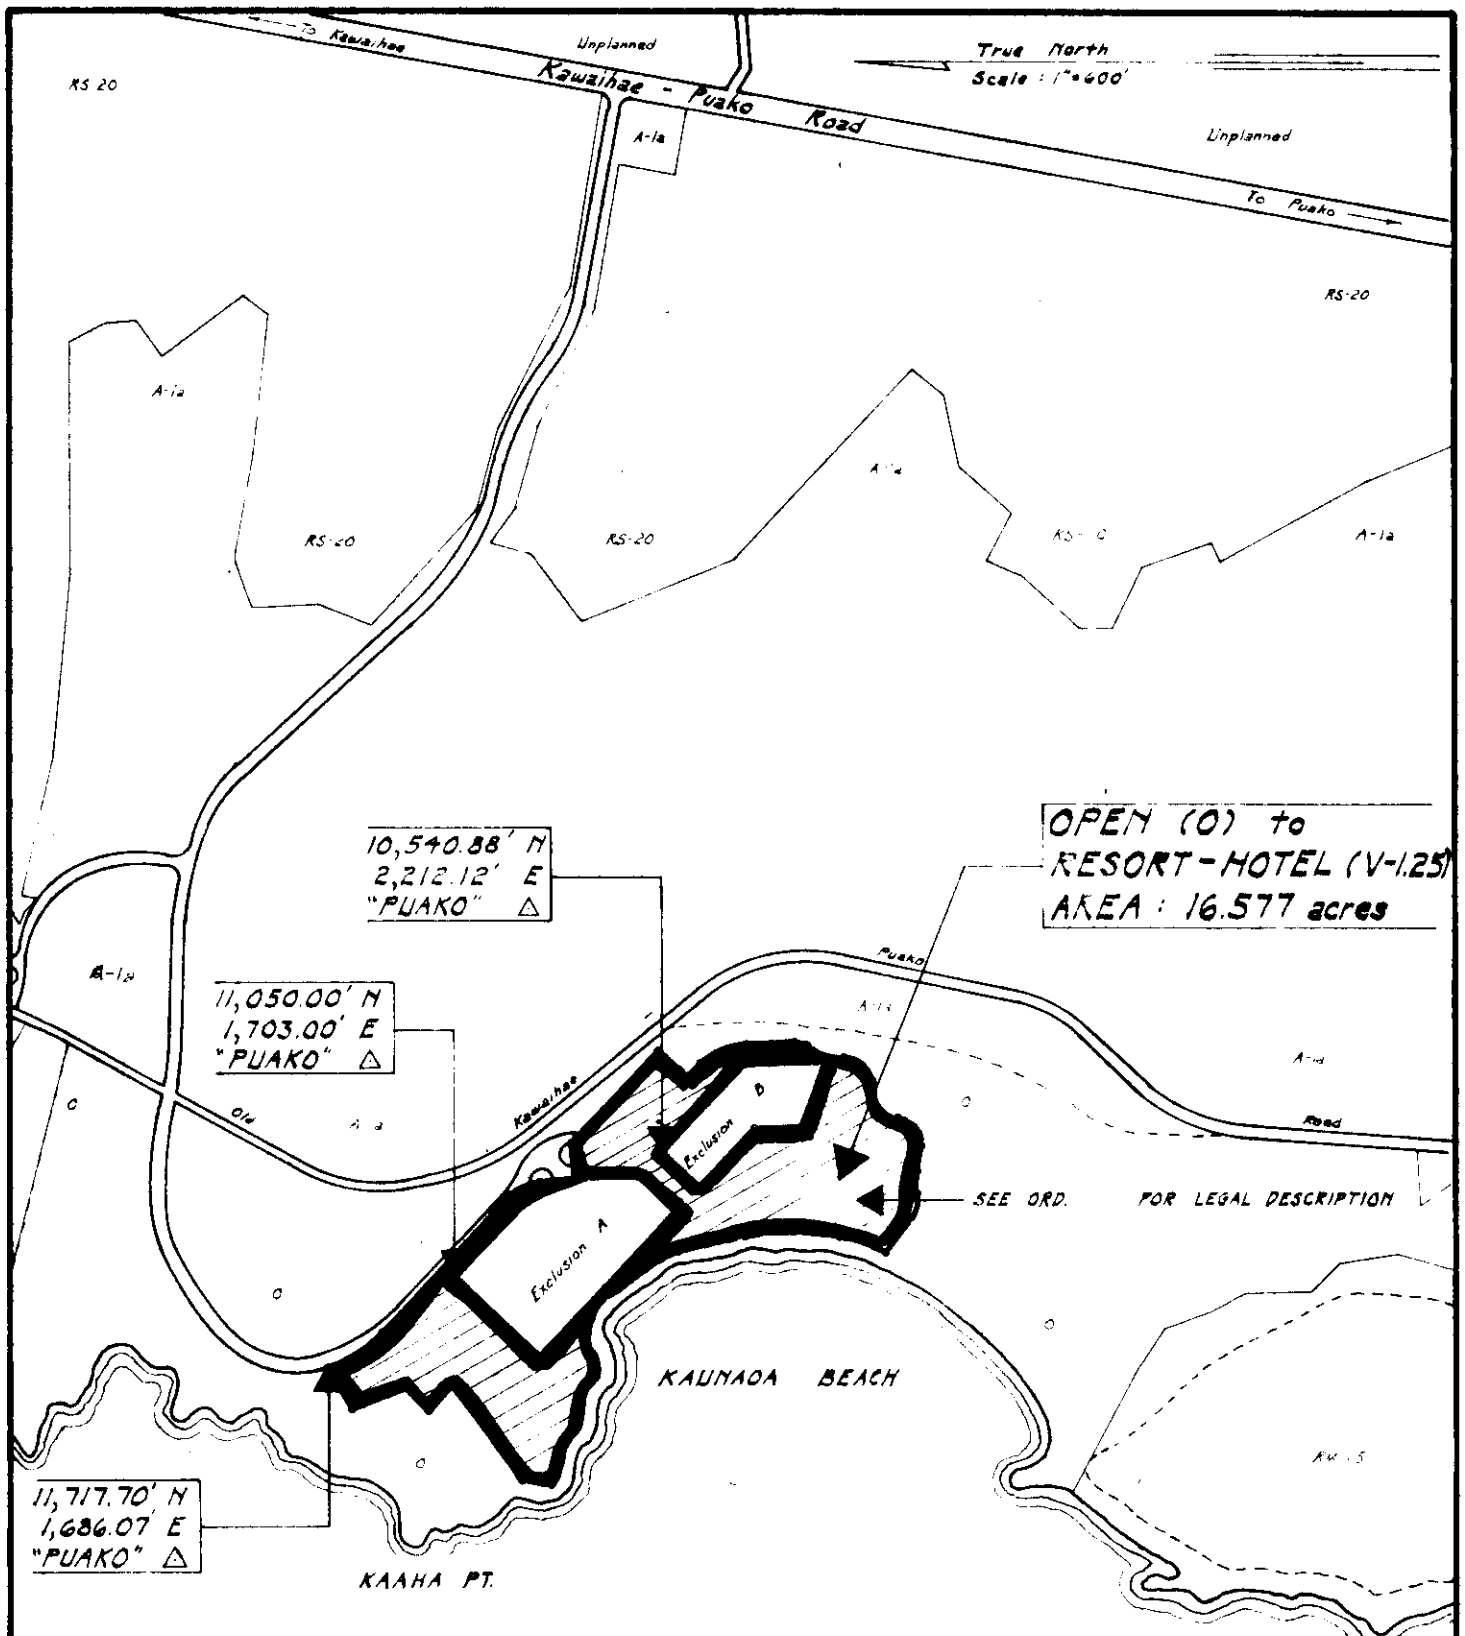 To Kawaihae
Unplanned
True North
Scale : 1"=600'
RS-20
Kawaihae - Puako Road
A-1a
Unplanned
To Puako
RS-20
A-1a
A-1a
RS-20
RS-20
A-1a
10,540.88' N
2,212.12' E
"PUAKO" △
OPEN (O) to
RESORT-HOTEL (V-1.25)
AREA : 16.577 acres
A-1a
11,050.00' N
1,703.00' E
"PUAKO" △
Puako
A-1a
A-1a
O
Old
A-a
Kawaihae
Exclusion B
O
Road
SEE ORD. FOR LEGAL DESCRIPTION
Exclusion A
O
O
KAUNAOA BEACH
O
11,717.70' N
1,686.07' E
"PUAKO" △
KAAHA PT.